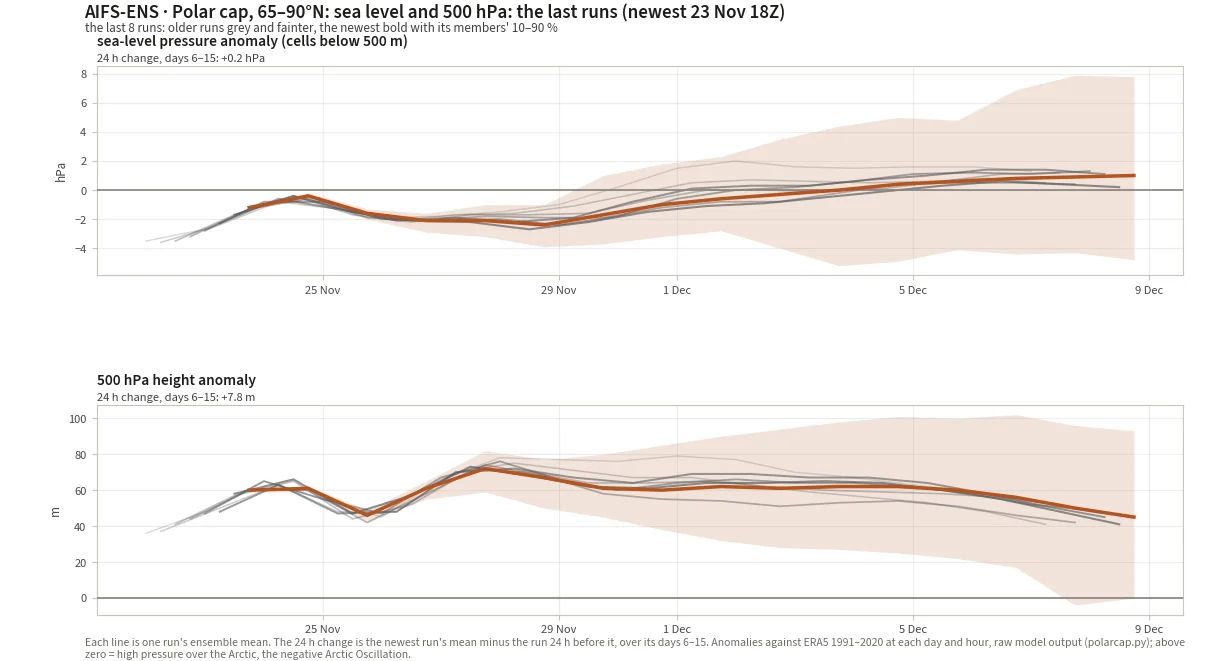 AIFS-ENS · Polar cap, 65–90°N: sea level and 500 hPa: the last runs (newest 23 Nov 18Z)
the last 8 runs: older runs grey and fainter, the newest bold with its members' 10–90 %
sea-level pressure anomaly (cells below 500 m)
24 h change, days 6–15: +0.2 hPa
8
6
4
2
0
−2
−4
hPa
25 Nov
29 Nov
1 Dec
5 Dec
9 Dec
500 hPa height anomaly
24 h change, days 6–15: +7.8 m
100
80
60
40
20
0
m
25 Nov
29 Nov
1 Dec
5 Dec
9 Dec
Each line is one run's ensemble mean. The 24 h change is the newest run's mean minus the run 24 h before it, over its days 6–15. Anomalies against ERA5 1991–2020 at each day and hour, raw model output (polarcap.py); above
zero = high pressure over the Arctic, the negative Arctic Oscillation.